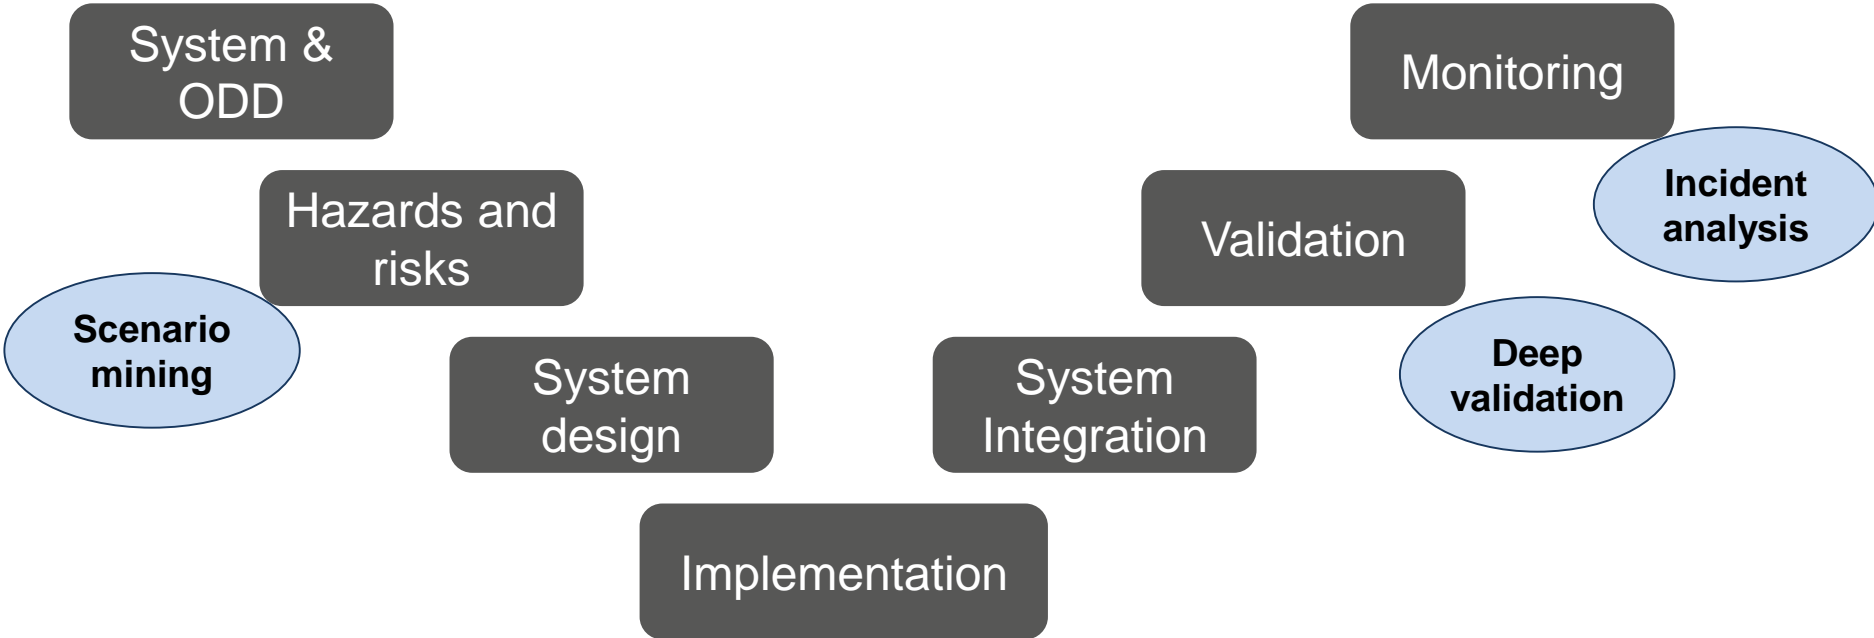 System &
ODD
Monitoring
Hazards and
risks
Validation
Incident
analysis
Scenario
mining
System
design
System
Integration
Deep
validation
Implementation